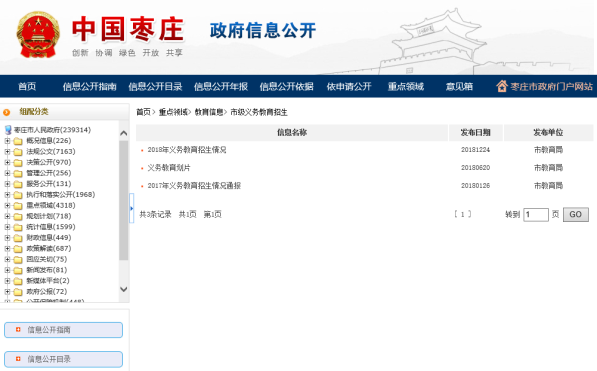 中国枣庄 政府信息公开
创新 协调 绿色 开放 共享
首页 信息公开指南 信息公开目录 信息公开年报 信息公开依据 依申请公开 重点领域 意见箱 枣庄市政府门户网站
组配分类
首页> 重点领域> 教育信息> 市级义务教育招生
信息名称 发布日期 发布单位
枣庄市人民政府(239314)
概况信息(226)
法规公文(7163)
决策公开(970)
管理公开(256)
服务公开(131)
执行和落实公开(1968)
重点领域(4318)
规划计划(718)
统计信息(1599)
财政信息(449)
政策解读(687)
回应关切(75)
新闻发布(81)
新媒体平台(2)
政府公报(72)
2018年义务教育招生情况 20181224 市教育局
义务教育划片 20180620 市教育局
2017年义务教育招生情况通报 20180126 市教育局
共3条记录 共1页 第1页 [ 1 ] 转到 1 页 GO
信息公开指南
信息公开目录